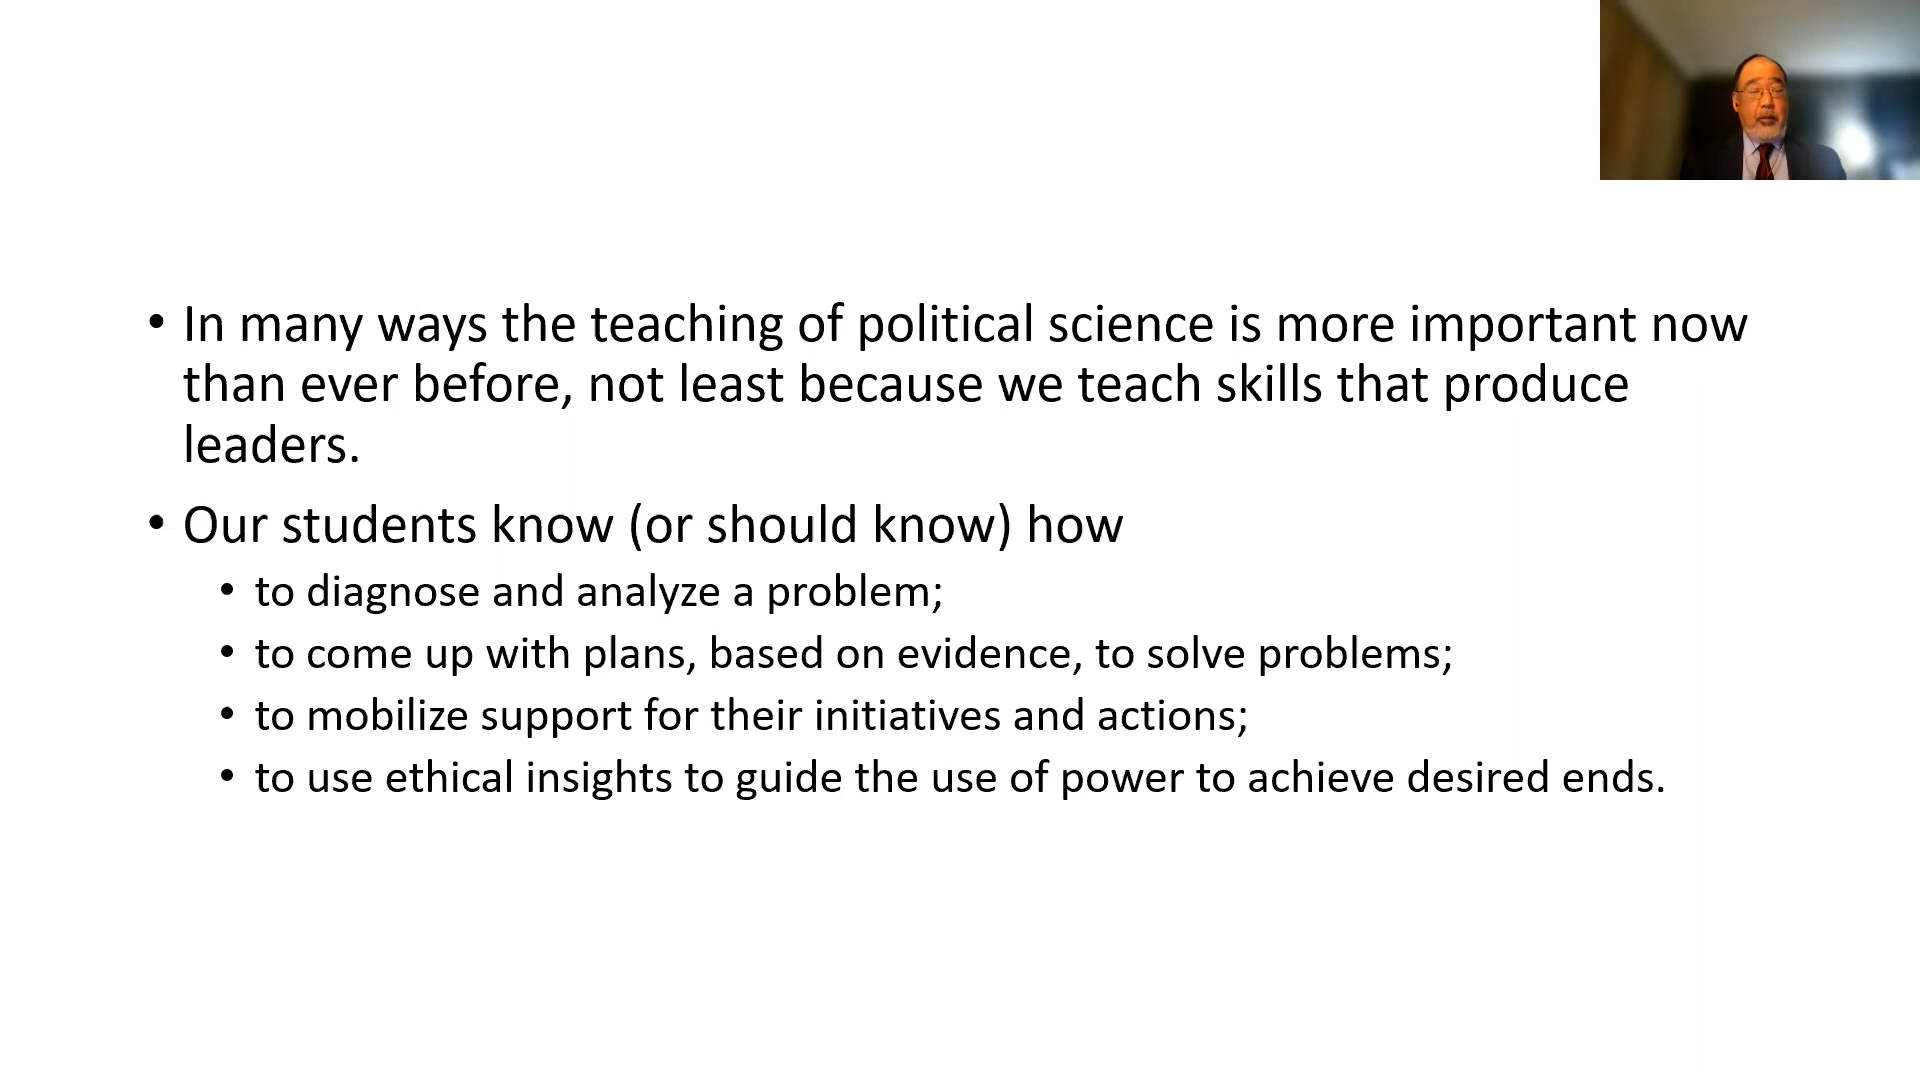 • In many ways the teaching of political science is more important now
than ever before, not least because we teach skills that produce
leaders.
• Our students know (or should know) how
• to diagnose and analyze a problem;
• to come up with plans, based on evidence, to solve problems;
• to mobilize support for their initiatives and actions;
• to use ethical insights to guide the use of power to achieve desired ends.